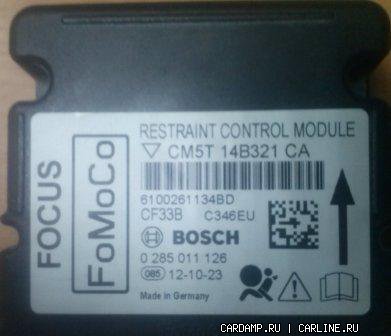 FOCUS
FoMoCo
RESTRAINT CONTROL MODULE
CM5T 14B321 CA
6100261134BD
CF33B C346EU
BOSCH
0 285 011 126
085 12-10-23
Made in Germany
CARDAMP.RU | CARLINE.RU